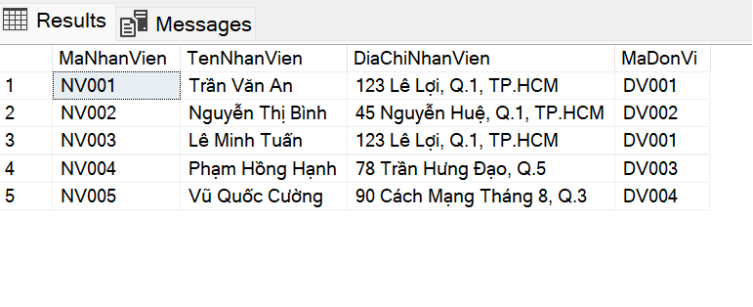 Results Messages
MaNhanVien TenNhanVien DiaChiNhanVien MaDonVi
1 NV001 Trần Văn An 123 Lê Lợi, Q.1, TP.HCM DV001
2 NV002 Nguyễn Thị Bình 45 Nguyễn Huệ, Q.1, TP.HCM DV002
3 NV003 Lê Minh Tuấn 123 Lê Lợi, Q.1, TP.HCM DV001
4 NV004 Phạm Hồng Hạnh 78 Trần Hưng Đạo, Q.5 DV003
5 NV005 Vũ Quốc Cường 90 Cách Mạng Tháng 8, Q.3 DV004